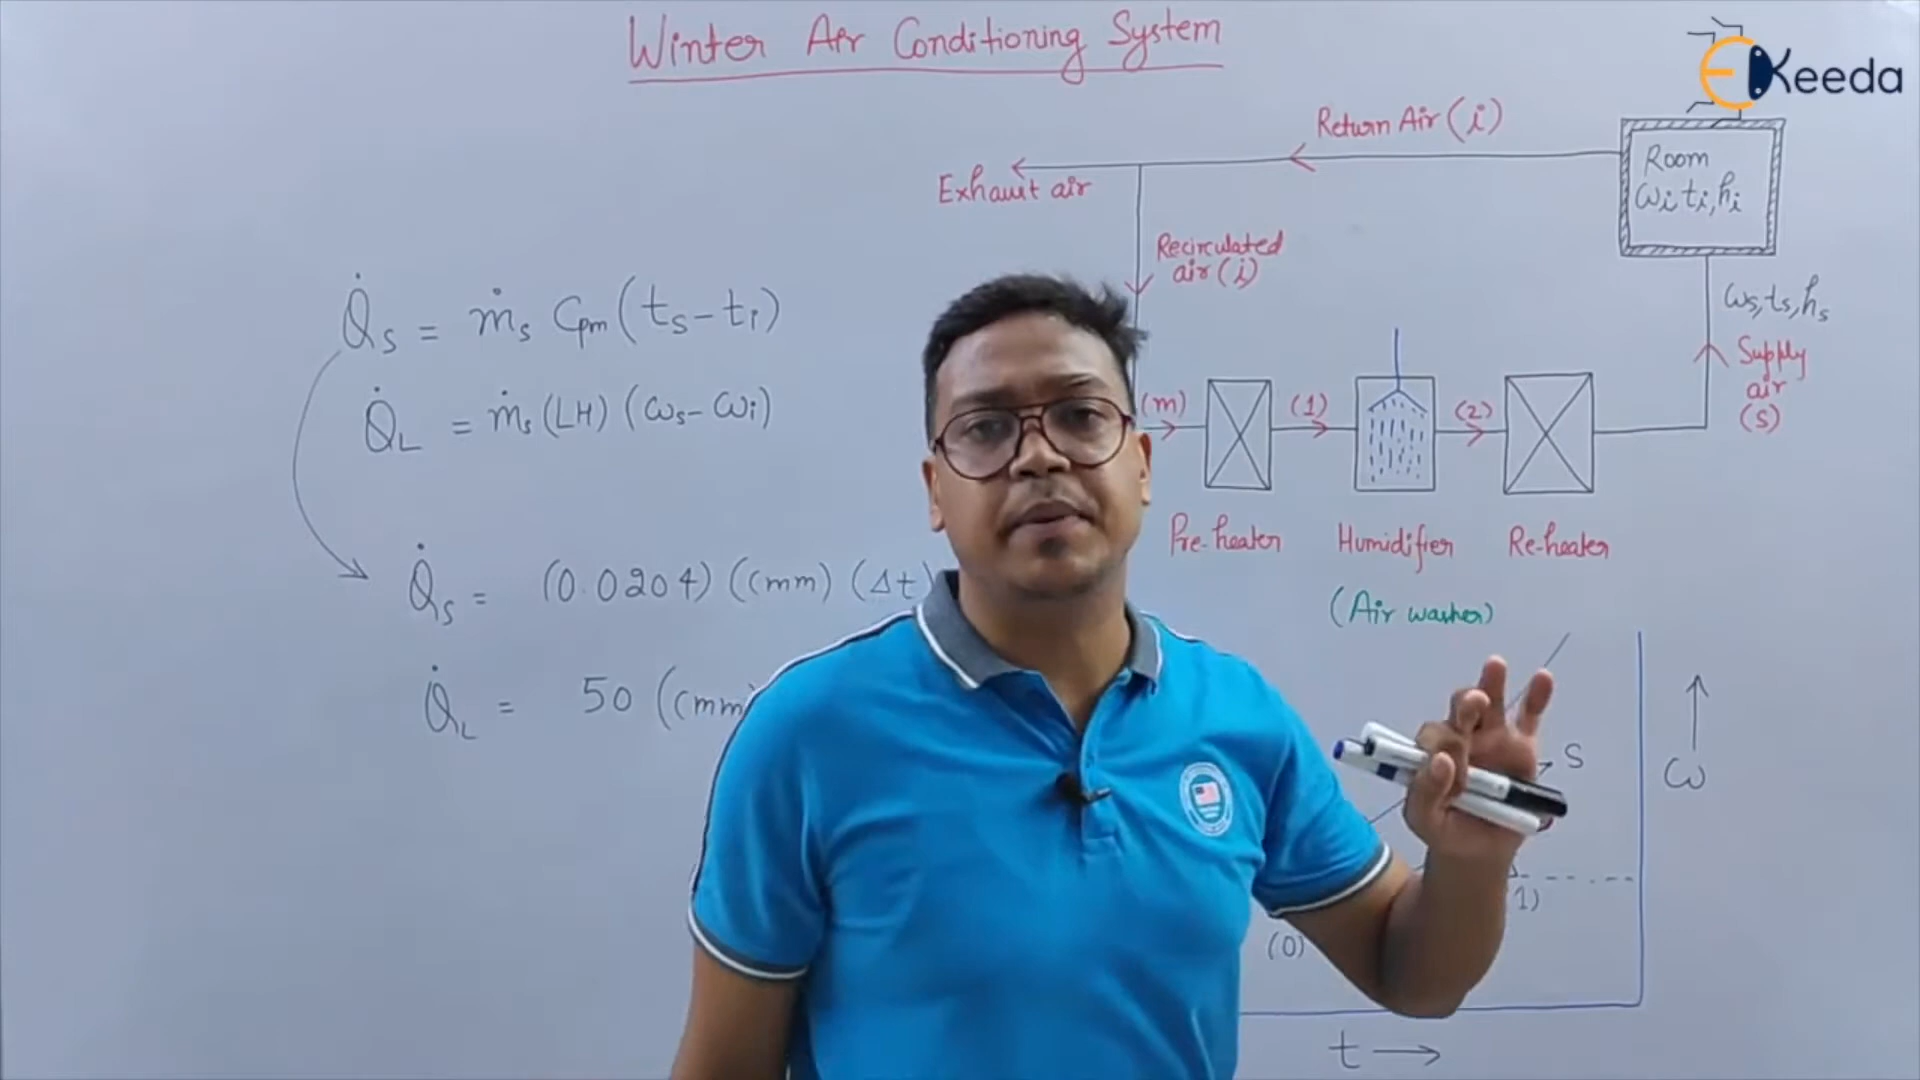 Winter Air Conditioning System
EKeeda
Return Air (i)
Exhaust air
Room
ωi ti, hi
Recirculated
air (i)
ωs, ts, hs
Supply
air
(S)
Q̇s = ṁs Cpm (ts - ti)
Q̇L = ṁs (LH) (ωs - ωi)
(m)
(1)
(2)
Pre-heater
Humidifier
Re-heater
(Air washer)
Q̇s = (0.0204) (cmm) (Δt)
Q̇L = 50 (cmm)
S
ω
1)
(0)
t